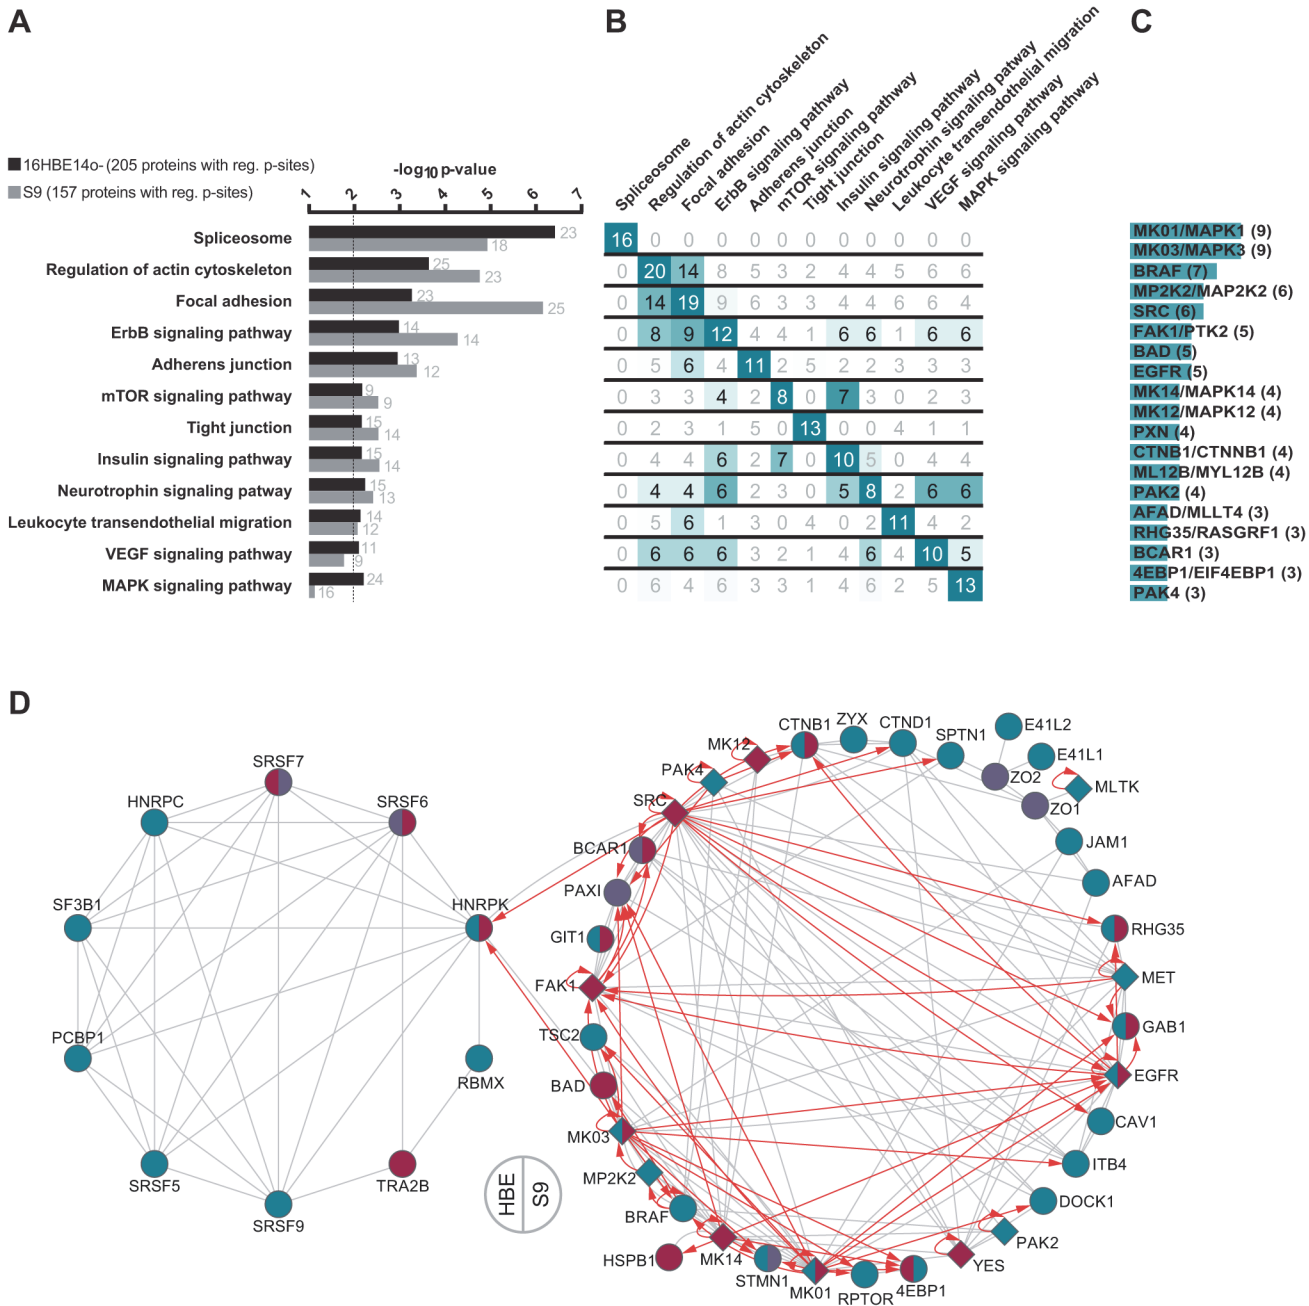 A
B
C
16HBE14o- (205 proteins with reg. p-sites)
S9 (157 proteins with reg. p-sites)
-log10 p-value
1 2 3 4 5 6 7
Spliceosome
Regulation of actin cytoskeleton
Focal adhesion
ErbB signaling pathway
Adherens junction
mTOR signaling pathway
Tight junction
Insulin signaling pathway
Neurotrophin signaling patway
Leukocyte transendothelial migration
VEGF signaling pathway
MAPK signaling pathway
Spliceosome 23 18
Regulation of actin cytoskeleton 25 23
Focal adhesion 23 25
ErbB signaling pathway 14 14
Adherens junction 13 12
mTOR signaling pathway 9 9
Tight junction 15 14
Insulin signaling pathway 15 14
Neurotrophin signaling patway 15 13
Leukocyte transendothelial migration 14 12
VEGF signaling pathway 11 9
MAPK signaling pathway 24 16
16 0 0 0 0 0 0 0 0 0 0 0
0 20 14 8 5 3 2 4 4 5 6 6
0 14 19 9 6 3 3 4 4 6 6 4
0 8 9 12 4 4 1 6 6 1 6 6
0 5 6 4 11 2 5 2 2 3 3 3
0 3 3 4 2 8 0 7 3 0 2 3
0 2 3 1 5 0 13 0 0 4 1 1
0 4 4 6 2 7 0 10 5 0 4 4
0 4 4 6 2 3 0 5 8 2 6 6
0 5 6 1 3 0 4 0 2 11 4 2
0 6 6 6 3 2 1 4 6 4 10 5
0 6 4 6 3 3 1 4 6 2 5 13
MK01/MAPK1 (9)
MK03/MAPK3 (9)
BRAF (7)
MP2K2/MAP2K2 (6)
SRC (6)
FAK1/PTK2 (5)
BAD (5)
EGFR (5)
MK14/MAPK14 (4)
MK12/MAPK12 (4)
PXN (4)
CTNB1/CTNNB1 (4)
ML12B/MYL12B (4)
PAK2 (4)
AFAD/MLLT4 (3)
RHG35/RASGRF1 (3)
BCAR1 (3)
4EBP1/EIF4EBP1 (3)
PAK4 (3)
D
SRSF7
HNRPC
SRSF6
SF3B1
HNRPK
PCBP1
RBMX
SRSF5
TRA2B
SRSF9
HBE
S9
CTNB1
ZYX
CTND1
SPTN1
E41L2
E41L1
ZO2
MLTK
ZO1
JAM1
AFAD
RHG35
MET
GAB1
EGFR
CAV1
ITB4
DOCK1
PAK2
YES
4EBP1
RPTOR
MK01
STMN1
MK14
HSPB1
BRAF
MP2K2
MK03
BAD
TSC2
FAK1
GIT1
PAXI
BCAR1
SRC
PAK4
MK12